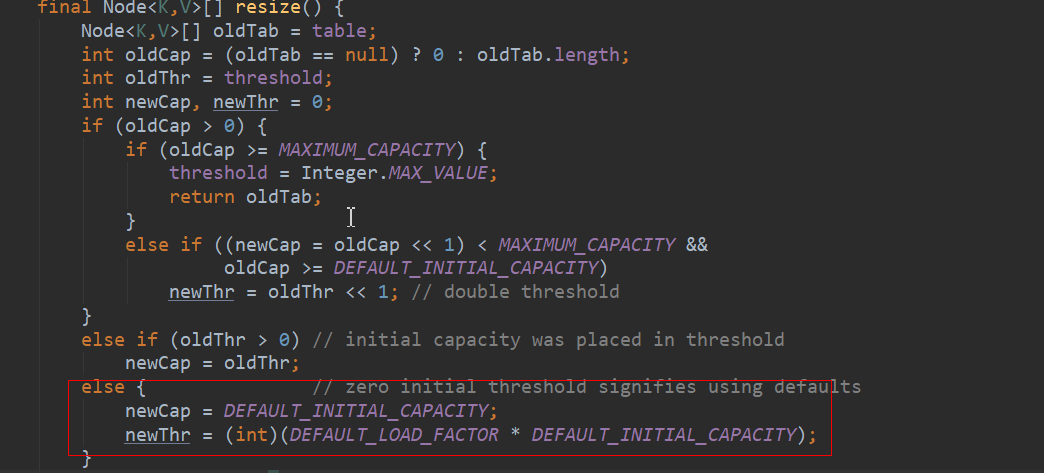 final Node<K,V>[] resize() {
    Node<K,V>[] oldTab = table;
    int oldCap = (oldTab == null) ? 0 : oldTab.length;
    int oldThr = threshold;
    int newCap, newThr = 0;
    if (oldCap > 0) {
        if (oldCap >= MAXIMUM_CAPACITY) {
            threshold = Integer.MAX_VALUE;
            return oldTab;
        }
        else if ((newCap = oldCap << 1) < MAXIMUM_CAPACITY &&
                 oldCap >= DEFAULT_INITIAL_CAPACITY)
            newThr = oldThr << 1; // double threshold
    }
    else if (oldThr > 0) // initial capacity was placed in threshold
        newCap = oldThr;
    else {               // zero initial threshold signifies using defaults
        newCap = DEFAULT_INITIAL_CAPACITY;
        newThr = (int)(DEFAULT_LOAD_FACTOR * DEFAULT_INITIAL_CAPACITY);
    }